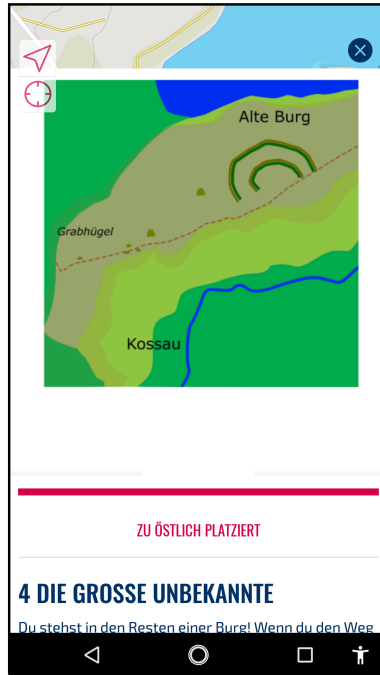 Alte Burg
Grabhügel
Kossau
ZU ÖSTLICH PLATZIERT
4 DIE GROSSE UNBEKANNTE
Du stehst in den Resten einer Burg! Wenn du den Weg